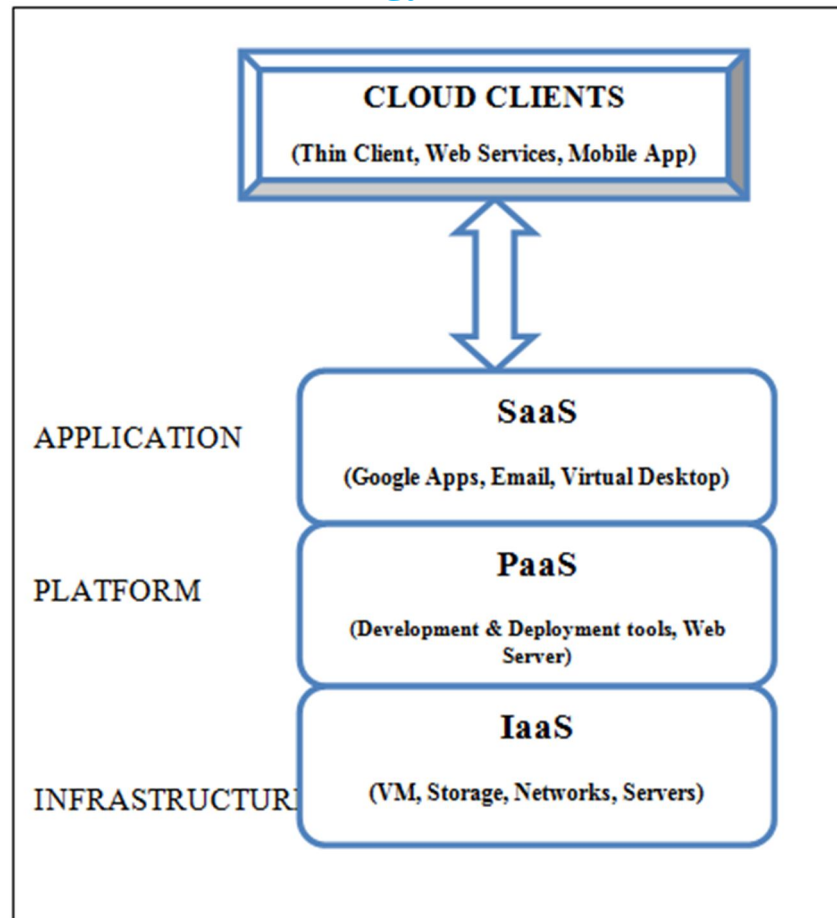 CLOUD CLIENTS
(Thin Client, Web Services, Mobile App)
SaaS
APPLICATION
(Google Apps, Email, Virtual Desktop)
PaaS
PLATFORM
(Development & Deployment tools, Web
Server)
IaaS
INFRASTRUCTUR
(VM, Storage, Networks, Servers)